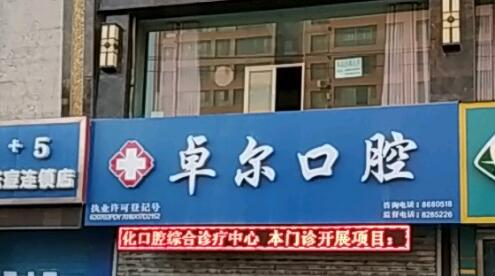 +5
连锁店
卓尔口腔
执业许可登记号
咨询电话:8680518
监督电话:8285226
化口腔综合诊疗中心 本门诊开展项目: